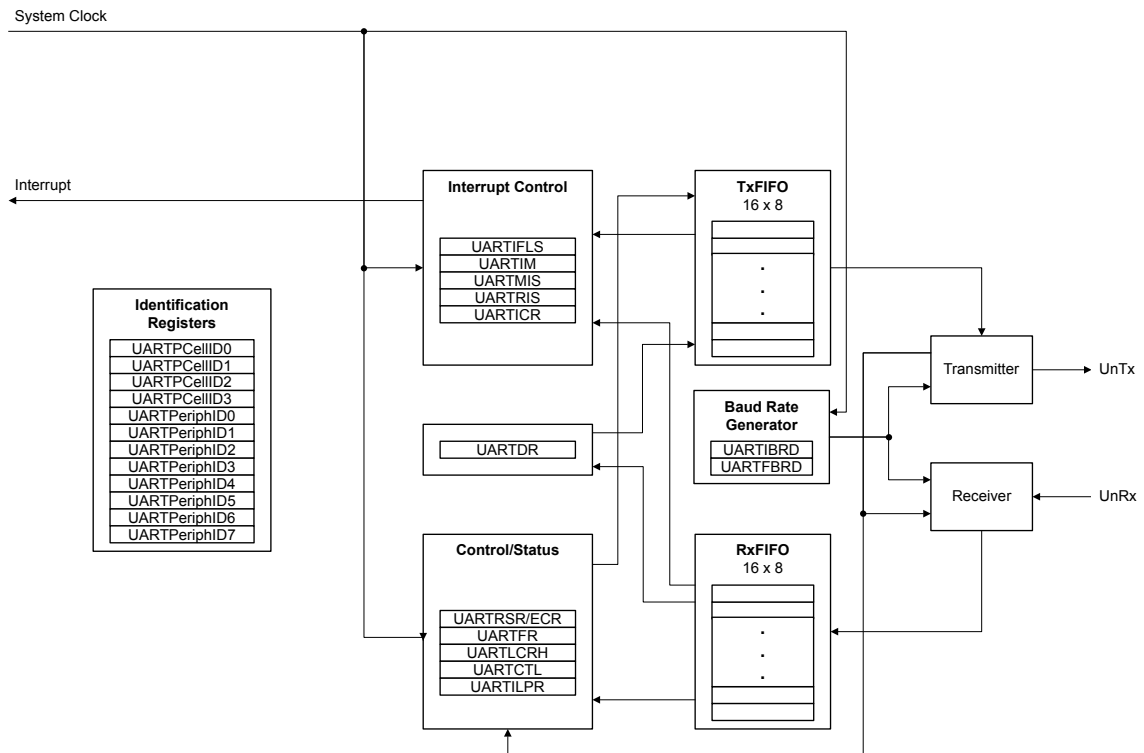 System Clock
Interrupt
Identification
Registers
UARTPCellID0
UARTPCellID1
UARTPCellID2
UARTPCellID3
UARTPeriphID0
UARTPeriphID1
UARTPeriphID2
UARTPeriphID3
UARTPeriphID4
UARTPeriphID5
UARTPeriphID6
UARTPeriphID7
Interrupt Control
UARTIFLS
UARTIM
UARTMIS
UARTRIS
UARTICR
UARTDR
Control/Status
UARTRSR/ECR
UARTFR
UARTLCRH
UARTCTL
UARTILPR
TxFIFO
16 x 8
.
.
.
Baud Rate
Generator
UARTIBRD
UARTFBRD
RxFIFO
16 x 8
.
.
.
Transmitter
UnTx
Receiver
UnRx